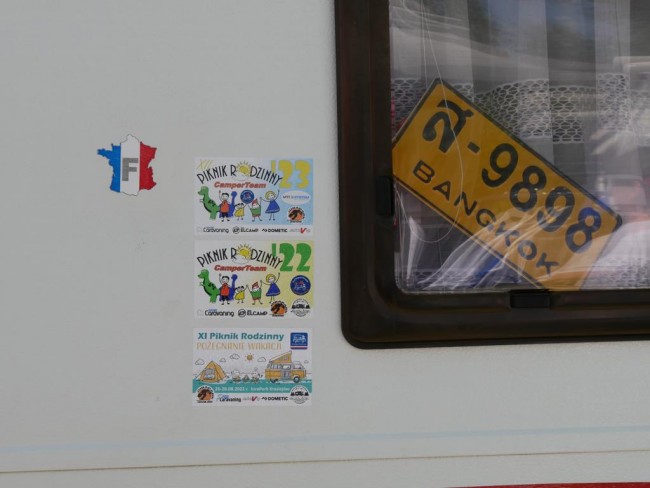 F
PIKNIK RODZINNY '23
CamperTeam
Caravaning ELCAMP DOMETIC
PIKNIK RODZINNY '22
CamperTeam
Caravaning ELCAMP
XI Piknik Rodzinny
POŻEGNANIE WAKACJI
Caravaning DOMETIC
ส-9898
BANGKOK